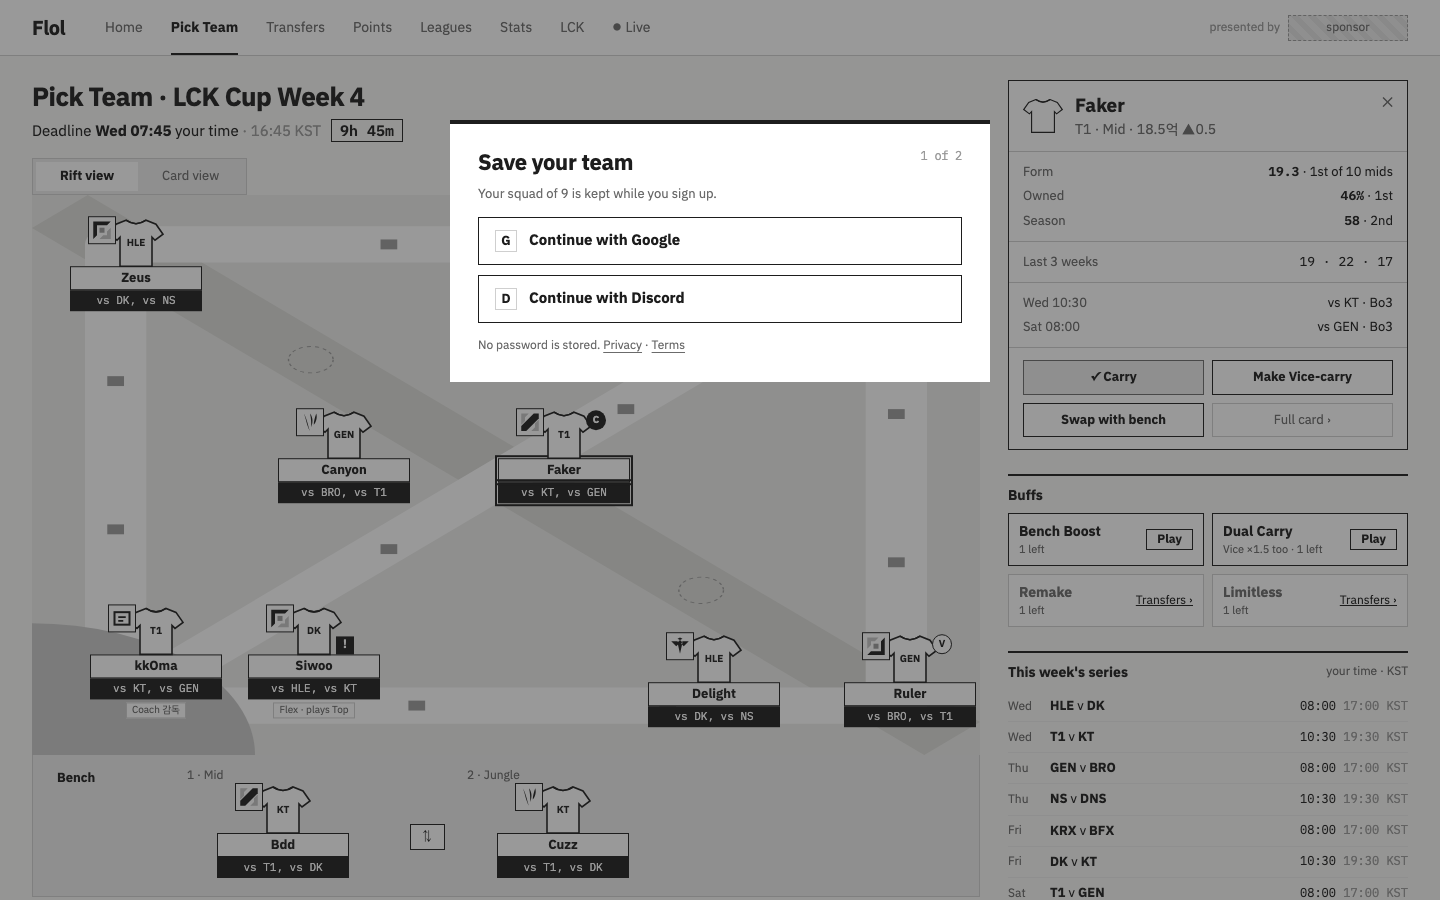 Flol
Home
Pick Team
Transfers
Points
Leagues
Stats
LCK
Live
presented by
sponsor
Pick Team · LCK Cup Week 4
Deadline Wed 07:45 your time · 16:45 KST
9h 45m
Rift view
Card view
Save your team
1 of 2
Your squad of 9 is kept while you sign up.
G
Continue with Google
D
Continue with Discord
No password is stored. Privacy · Terms
HLE
Zeus
vs DK, vs NS
GEN
Canyon
vs BRO, vs T1
T1
C
Faker
vs KT, vs GEN
T1
kkOma
vs KT, vs GEN
Coach 감독
DK
!
Siwoo
vs HLE, vs KT
Flex · plays Top
HLE
Delight
vs DK, vs NS
GEN
V
Ruler
vs BRO, vs T1
Bench
1 · Mid
KT
Bdd
vs T1, vs DK
⇅
2 · Jungle
KT
Cuzz
vs T1, vs DK
Faker
T1 · Mid · 18.5억 ▲0.5
Form 19.3 · 1st of 10 mids
Owned 46% · 1st
Season 58 · 2nd
Last 3 weeks 19 · 22 · 17
Wed 10:30 vs KT · Bo3
Sat 08:00 vs GEN · Bo3
✓ Carry
Make Vice-carry
Swap with bench
Full card ›
Buffs
Bench Boost
1 left
Play
Dual Carry
Vice ×1.5 too · 1 left
Play
Remake
1 left
Transfers ›
Limitless
1 left
Transfers ›
This week's series
your time · KST
Wed HLE v DK 08:00 17:00 KST
Wed T1 v KT 10:30 19:30 KST
Thu GEN v BRO 08:00 17:00 KST
Thu NS v DNS 10:30 19:30 KST
Fri KRX v BFX 08:00 17:00 KST
Fri DK v KT 10:30 19:30 KST
Sat T1 v GEN 08:00 17:00 KST